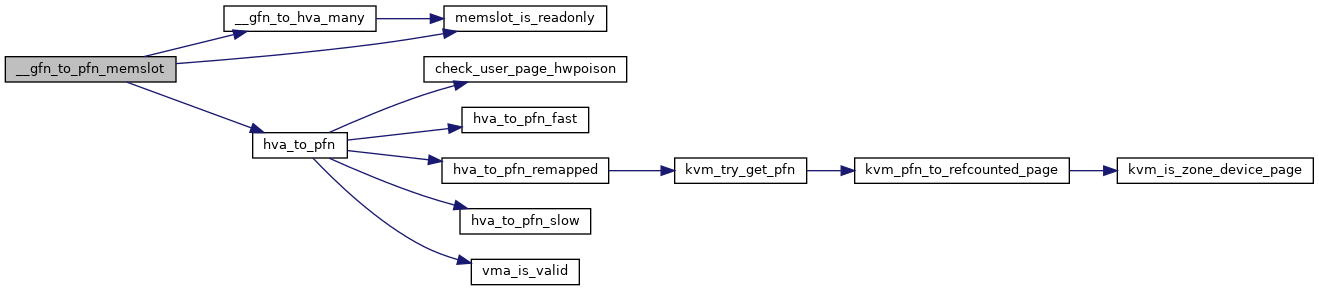 __gfn_to_hva_many
memslot_is_readonly
__gfn_to_pfn_memslot
check_user_page_hwpoison
hva_to_pfn_fast
hva_to_pfn
hva_to_pfn_remapped
kvm_try_get_pfn
kvm_pfn_to_refcounted_page
kvm_is_zone_device_page
hva_to_pfn_slow
vma_is_valid